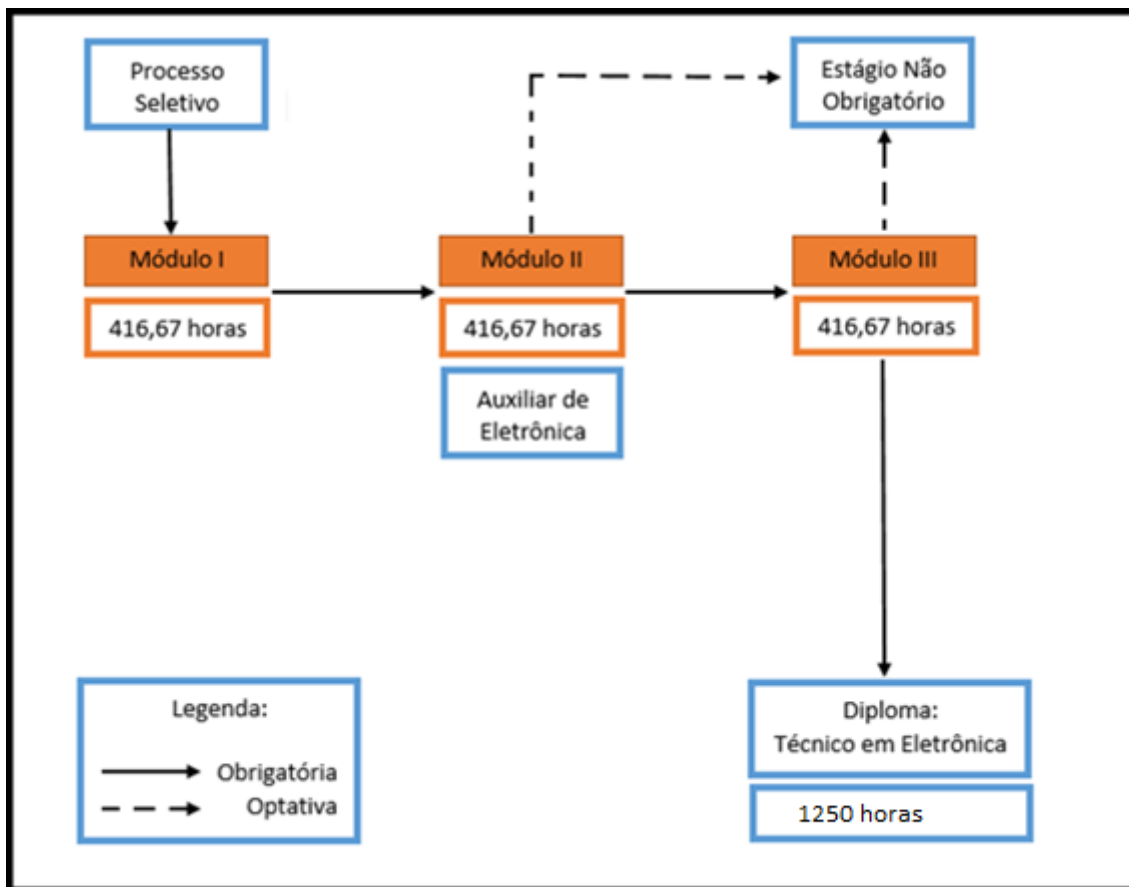 Processo
Seletivo
Estágio Não
Obrigatório
Módulo I
Módulo II
Módulo III
416,67 horas
416,67 horas
416,67 horas
Auxiliar de
Eletrônica
Legenda:
Obrigatória
Optativa
Diploma:
Técnico em Eletrônica
1250 horas